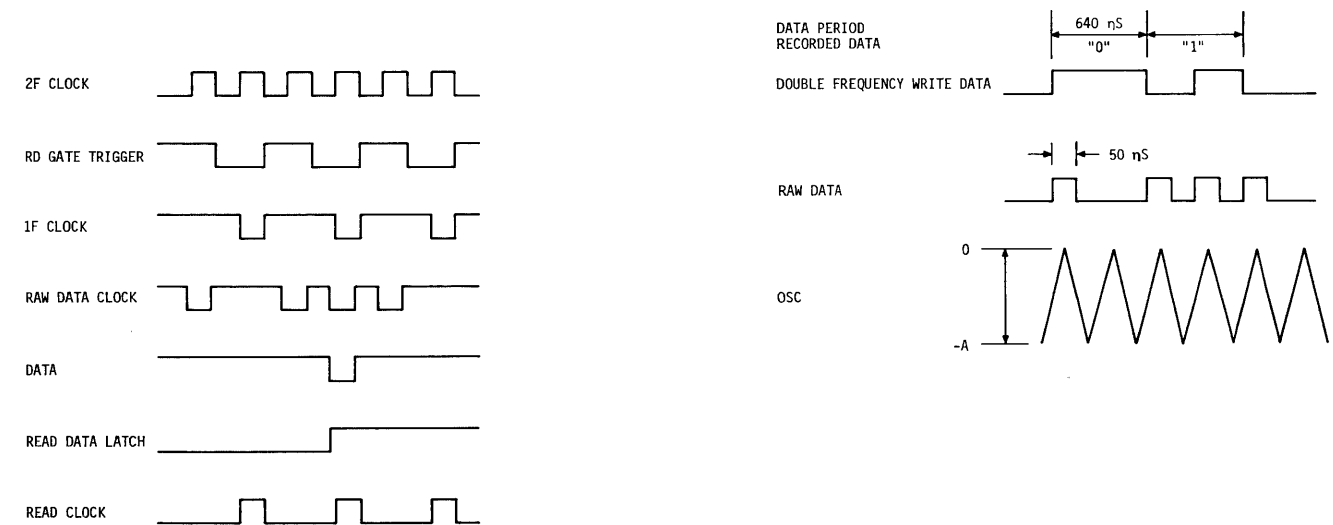 2F CLOCK
RD GATE TRIGGER
1F CLOCK
RAW DATA CLOCK
DATA
READ DATA LATCH
READ CLOCK
DATA PERIOD
RECORDED DATA
640 ηS
"0" "1"
DOUBLE FREQUENCY WRITE DATA
50 ηS
RAW DATA
0
OSC
-A